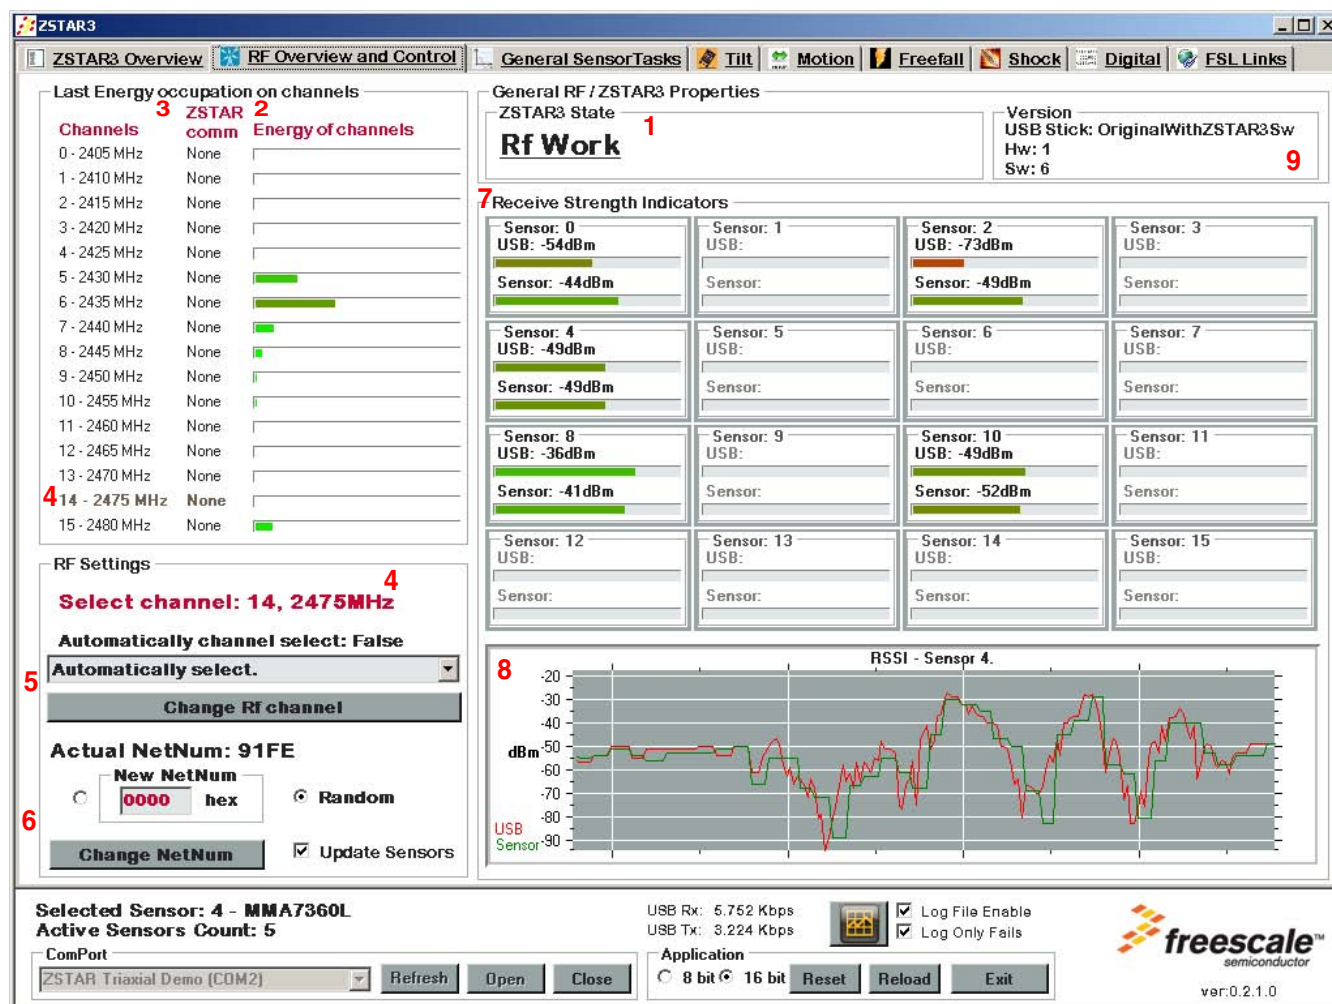 ZSTAR3
ZSTAR3 Overview
RF Overview and Control
General SensorTasks
Tilt
Motion
Freefall
Shock
Digital
FSL Links
Last Energy occupation on channels
3
2
Channels
ZSTAR comm
Energy of channels
0 - 2405 MHz None
1 - 2410 MHz None
2 - 2415 MHz None
3 - 2420 MHz None
4 - 2425 MHz None
5 - 2430 MHz None
6 - 2435 MHz None
7 - 2440 MHz None
8 - 2445 MHz None
9 - 2450 MHz None
10 - 2455 MHz None
11 - 2460 MHz None
12 - 2465 MHz None
13 - 2470 MHz None
4
14 - 2475 MHz None
15 - 2480 MHz None
RF Settings
4
Select channel: 14, 2475MHz
Automatically channel select: False
Automatically select.
5
Change Rf channel
Actual NetNum: 91FE
New NetNum
0000 hex
Random
6
Change NetNum
Update Sensors
General RF / ZSTAR3 Properties
ZSTAR3 State
1
Rf Work
Version
USB Stick: OriginalWithZSTAR3Sw
Hw: 1
Sw: 6
9
7
Receive Strength Indicators
Sensor: 0
USB: -54dBm
Sensor: -44dBm
Sensor: 1
USB:
Sensor:
Sensor: 2
USB: -73dBm
Sensor: -49dBm
Sensor: 3
USB:
Sensor:
Sensor: 4
USB: -49dBm
Sensor: -49dBm
Sensor: 5
USB:
Sensor:
Sensor: 6
USB:
Sensor:
Sensor: 7
USB:
Sensor:
Sensor: 8
USB: -36dBm
Sensor: -41dBm
Sensor: 9
USB:
Sensor:
Sensor: 10
USB: -49dBm
Sensor: -52dBm
Sensor: 11
USB:
Sensor:
Sensor: 12
USB:
Sensor:
Sensor: 13
USB:
Sensor:
Sensor: 14
USB:
Sensor:
Sensor: 15
USB:
Sensor:
8
RSSI - Sensor 4.
-20
-30
-40
dBm -50
-60
-70
-80
-90
USB
Sensor
Selected Sensor: 4 - MMA7360L
Active Sensors Count: 5
ComPort
ZSTAR Triaxial Demo (COM2)
Refresh
Open
Close
USB Rx: 5.752 Kbps
USB Tx: 3.224 Kbps
Log File Enable
Log Only Fails
Application
8 bit
16 bit
Reset
Reload
Exit
freescale™
semiconductor
ver:0.2.1.0